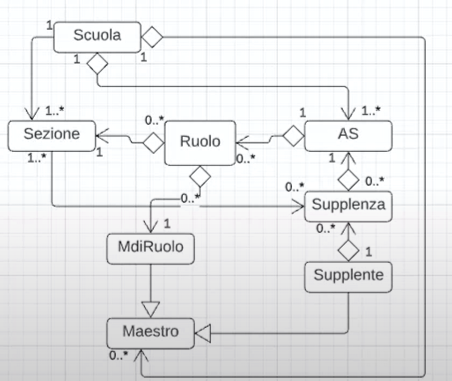 1
Scuola
1
1
1..*
1..*
0..*
1
Sezione
Ruolo
AS
1..*
1
0..*
1
0..*
0..*
0..*
Supplenza
1
0..*
MdiRuolo
1
Supplente
Maestro
0..*